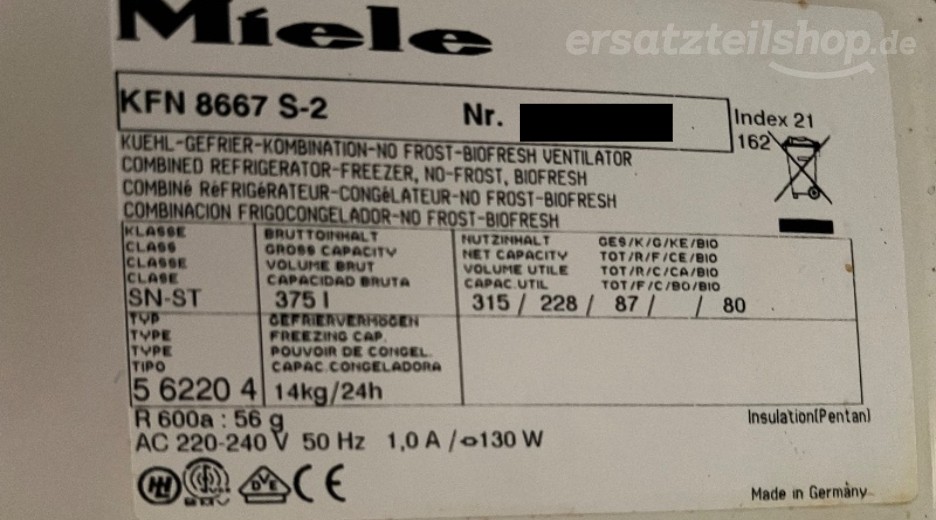 Miele
ersatzteilshop.de
KFN 8667 S-2 Nr.
Index 21
162
KUEHL-GEFRIER-KOMBINATION-NO FROST-BIOFRESH VENTILATOR
COMBINED REFRIGERATOR-FREEZER, NO-FROST, BIOFRESH
COMBINé RéFRIGéRATEUR-CONGéLATEUR-NO FROST-BIOFRESH
COMBINACION FRIGOCONGELADOR-NO FROST-BIOFRESH
KLASSE BRUTTOINHALT NUTZINHALT GES/K/G/KE/BIO
CLASS GROSS CAPACITY NET CAPACITY TOT/R/F/CE/BIO
CLASSE VOLUME BRUT VOLUME UTILE TOT/R/C/CA/BIO
CLASE CAPACIDAD BRUTA CAPAC.UTIL TOT/F/C/BO/BIO
SN-ST 375 l 315 / 228 / 87 / / 80
TYP GEFRIERVERMöGEN
TYPE FREEZING CAP.
TYPE POUVOIR DE CONGEL.
TIPO CAPAC.CONGELADORA
5 6220 4 14kg/24h
R 600a : 56 g Insulation(Pentan)
AC 220-240 V 50 Hz 1,0 A / 130 W
DVE CE
Made in Germany